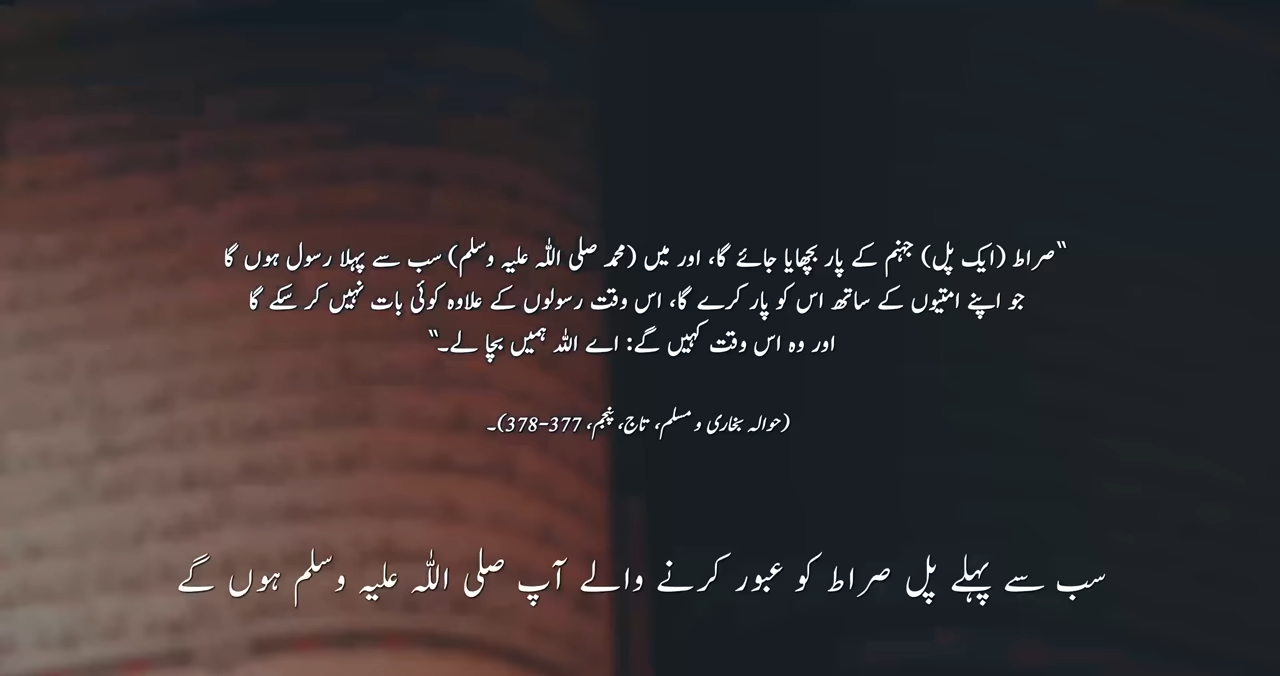 ”صراط (ایک پل) جہنم کے پار بچھایا جائے گا، اور میں (محمد صلی اللہ علیہ وسلم) سب سے پہلا رسول ہوں گا
جو اپنے امتیوں کے ساتھ اس کو پار کرے گا، اس وقت رسولوں کے علاوہ کوئی بات نہیں کر سکے گا
اور وہ اس وقت کہیں گے: اے اللہ ہمیں بچا لے۔“
(حوالہ بخاری و مسلم، تاج، پنجم، 377-378)۔
سب سے پہلے پل صراط کو عبور کرنے والے آپ صلی اللہ علیہ وسلم ہوں گے